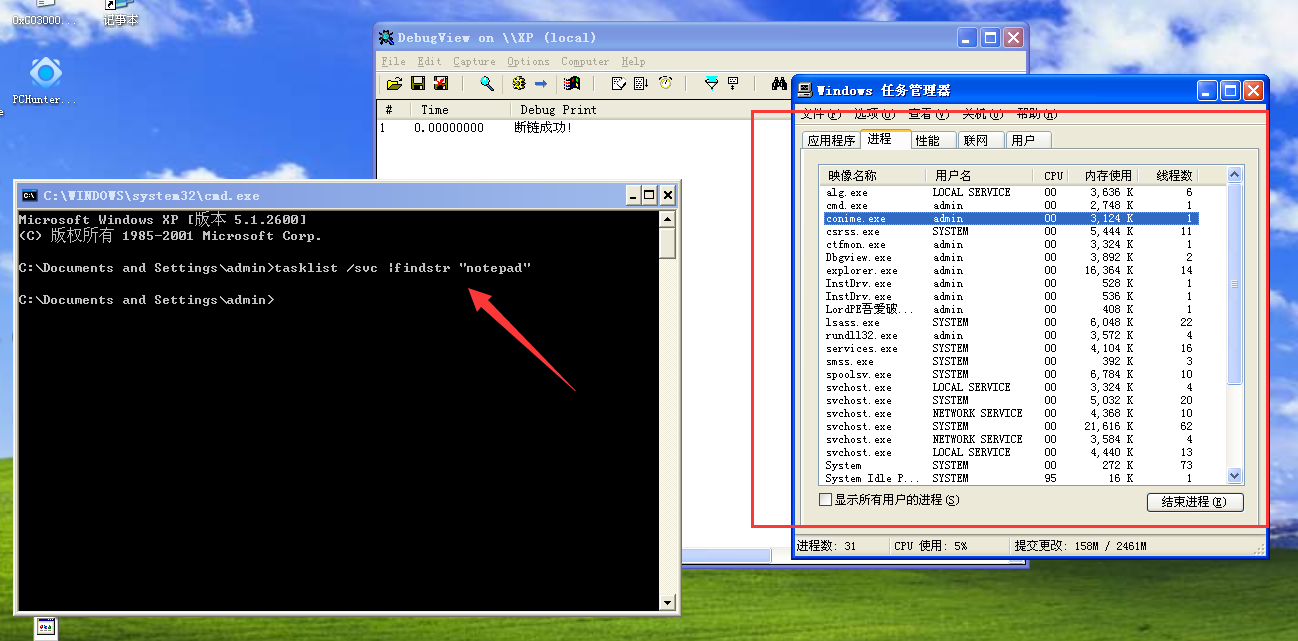 0x603000...
记事本
PCHunter...
DebugView on \\XP (local)
File Edit Capture Options Computer Help
# Time Debug Print
1 0.00000000 断链成功!
C:\WINDOWS\system32\cmd.exe
Microsoft Windows XP [版本 5.1.2600]
(C) 版权所有 1985-2001 Microsoft Corp.
C:\Documents and Settings\admin>tasklist /svc |findstr "notepad"
C:\Documents and Settings\admin>
Windows 任务管理器
文件(F) 选项(O) 查看(V) 关机(U) 帮助(H)
应用程序 进程 性能 联网 用户
映像名称 用户名 CPU 内存使用 线程数
alg.exe LOCAL SERVICE 00 3,636 K 6
cmd.exe admin 00 2,748 K 1
conime.exe admin 00 3,124 K 1
csrss.exe SYSTEM 00 5,444 K 11
ctfmon.exe admin 00 3,324 K 1
Dbgview.exe admin 00 3,892 K 2
explorer.exe admin 00 16,364 K 14
InstDrv.exe admin 00 528 K 1
InstDrv.exe admin 00 536 K 1
LordPE吾爱破... admin 00 408 K 1
lsass.exe SYSTEM 00 6,048 K 22
rundll32.exe admin 00 3,572 K 4
services.exe SYSTEM 00 4,104 K 16
smss.exe SYSTEM 00 392 K 3
spoolsv.exe SYSTEM 00 6,784 K 10
svchost.exe LOCAL SERVICE 00 3,324 K 4
svchost.exe SYSTEM 00 5,032 K 20
svchost.exe NETWORK SERVICE 00 4,368 K 10
svchost.exe SYSTEM 00 21,616 K 62
svchost.exe NETWORK SERVICE 00 3,584 K 4
svchost.exe LOCAL SERVICE 00 4,440 K 13
System SYSTEM 00 272 K 73
System Idle P... SYSTEM 95 16 K 1
显示所有用户的进程(S)
结束进程(E)
进程数: 31 CPU 使用: 5% 提交更改: 158M / 2461M